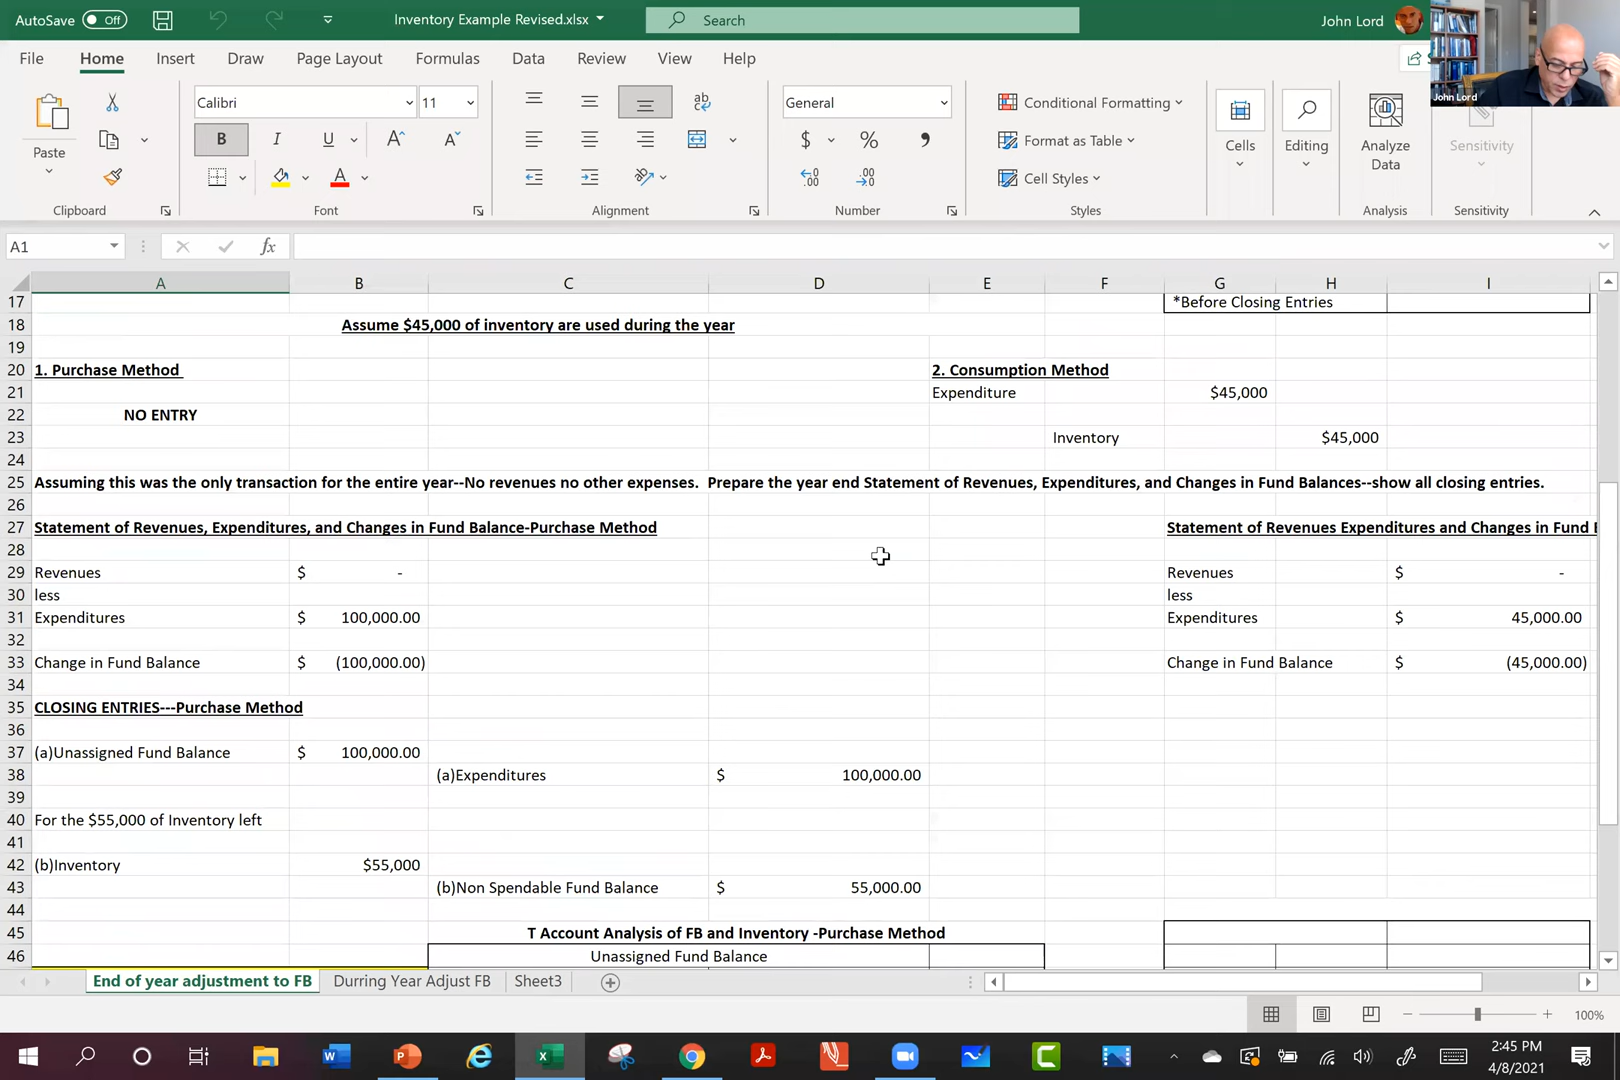 AutoSave Off Inventory Example Revised.xlsx Search John Lord
File Home Insert Draw Page Layout Formulas Data Review View Help
John Lord
Calibri 11 General Conditional Formatting
Paste B I U A A $ % Format as Table Cells Editing Analyze Data Sensitivity
Cell Styles
Clipboard Font Alignment Number Styles Analysis Sensitivity
A1 fx
A B C D E F G H I
17 *Before Closing Entries
18 Assume $45,000 of inventory are used during the year
19
20 1. Purchase Method 2. Consumption Method
21 Expenditure $45,000
22 NO ENTRY
23 Inventory $45,000
24
25 Assuming this was the only transaction for the entire year--No revenues no other expenses. Prepare the year end Statement of Revenues, Expenditures, and Changes in Fund Balances--show all closing entries.
26
27 Statement of Revenues, Expenditures, and Changes in Fund Balance-Purchase Method Statement of Revenues Expenditures and Changes in Fund
28
29 Revenues $ - Revenues $ -
30 less less
31 Expenditures $ 100,000.00 Expenditures $ 45,000.00
32
33 Change in Fund Balance $ (100,000.00) Change in Fund Balance $ (45,000.00)
34
35 CLOSING ENTRIES---Purchase Method
36
37 (a)Unassigned Fund Balance $ 100,000.00
38 (a)Expenditures $ 100,000.00
39
40 For the $55,000 of Inventory left
41
42 (b)Inventory $55,000
43 (b)Non Spendable Fund Balance $ 55,000.00
44
45 T Account Analysis of FB and Inventory -Purchase Method
46 Unassigned Fund Balance
End of year adjustment to FB Durring Year Adjust FB Sheet3
100%
2:45 PM
4/8/2021